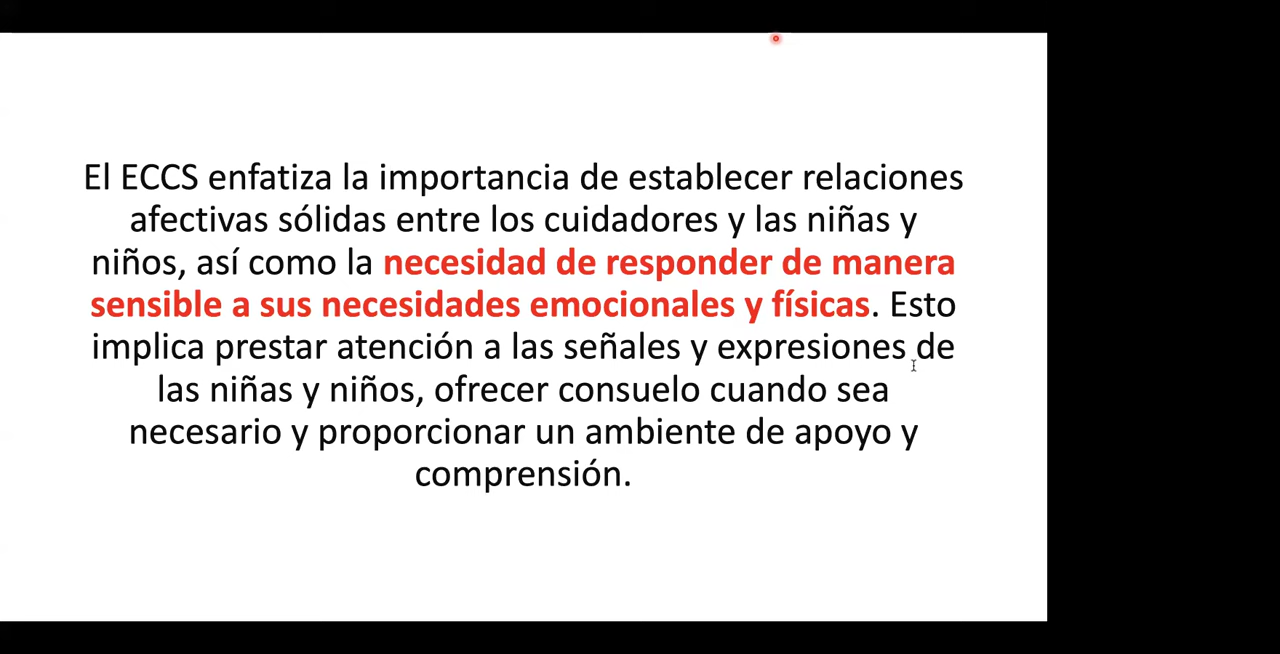 El ECCS enfatiza la importancia de establecer relaciones
afectivas sólidas entre los cuidadores y las niñas y
niños, así como la necesidad de responder de manera
sensible a sus necesidades emocionales y físicas. Esto
implica prestar atención a las señales y expresiones de
las niñas y niños, ofrecer consuelo cuando sea
necesario y proporcionar un ambiente de apoyo y
comprensión.